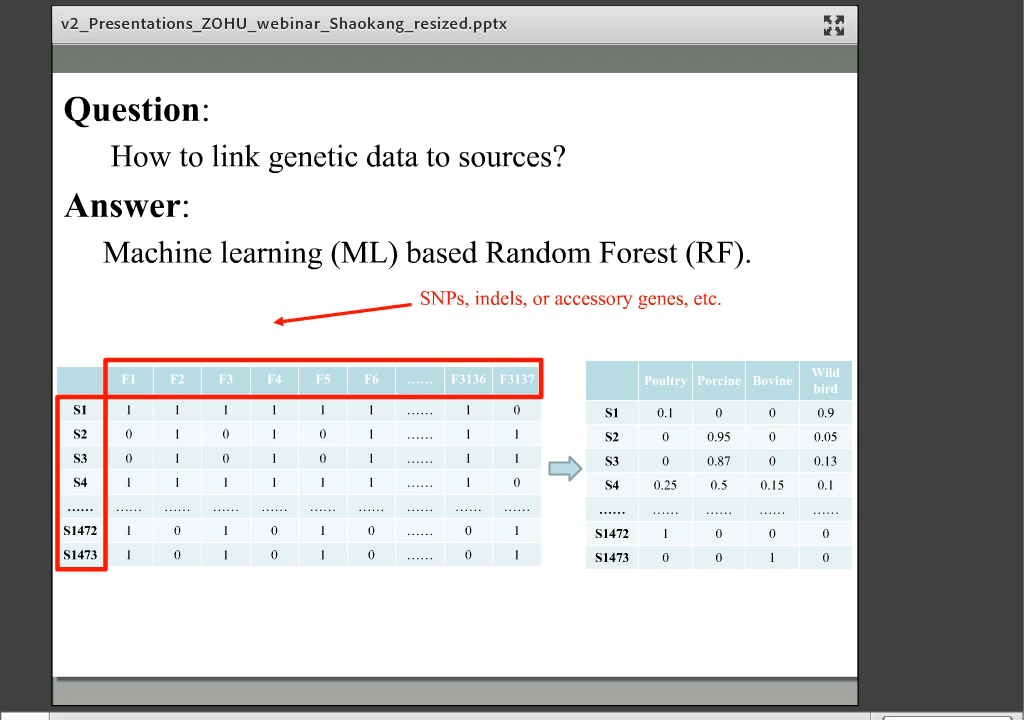 v2_Presentations_ZOHU_webinar_Shaokang_resized.pptx
Question:
How to link genetic data to sources?
Answer:
Machine learning (ML) based Random Forest (RF).
SNPs, indels, or accessory genes, etc.
F1 F2 F3 F4 F5 F6 ...... F3136 F3137
S1 1 1 1 1 1 1 ...... 1 0
S2 0 1 0 1 0 1 ...... 1 1
S3 0 1 0 1 0 1 ...... 1 1
S4 1 1 1 1 1 1 ...... 1 0
...... ...... ...... ...... ...... ...... ...... ...... ...... ......
S1472 1 0 1 0 1 0 ...... 0 1
S1473 1 0 1 0 1 0 ...... 0 1
Poultry Porcine Bovine Wild bird
S1 0.1 0 0 0.9
S2 0 0.95 0 0.05
S3 0 0.87 0 0.13
S4 0.25 0.5 0.15 0.1
...... ...... ...... ...... ......
S1472 1 0 0 0
S1473 0 0 1 0